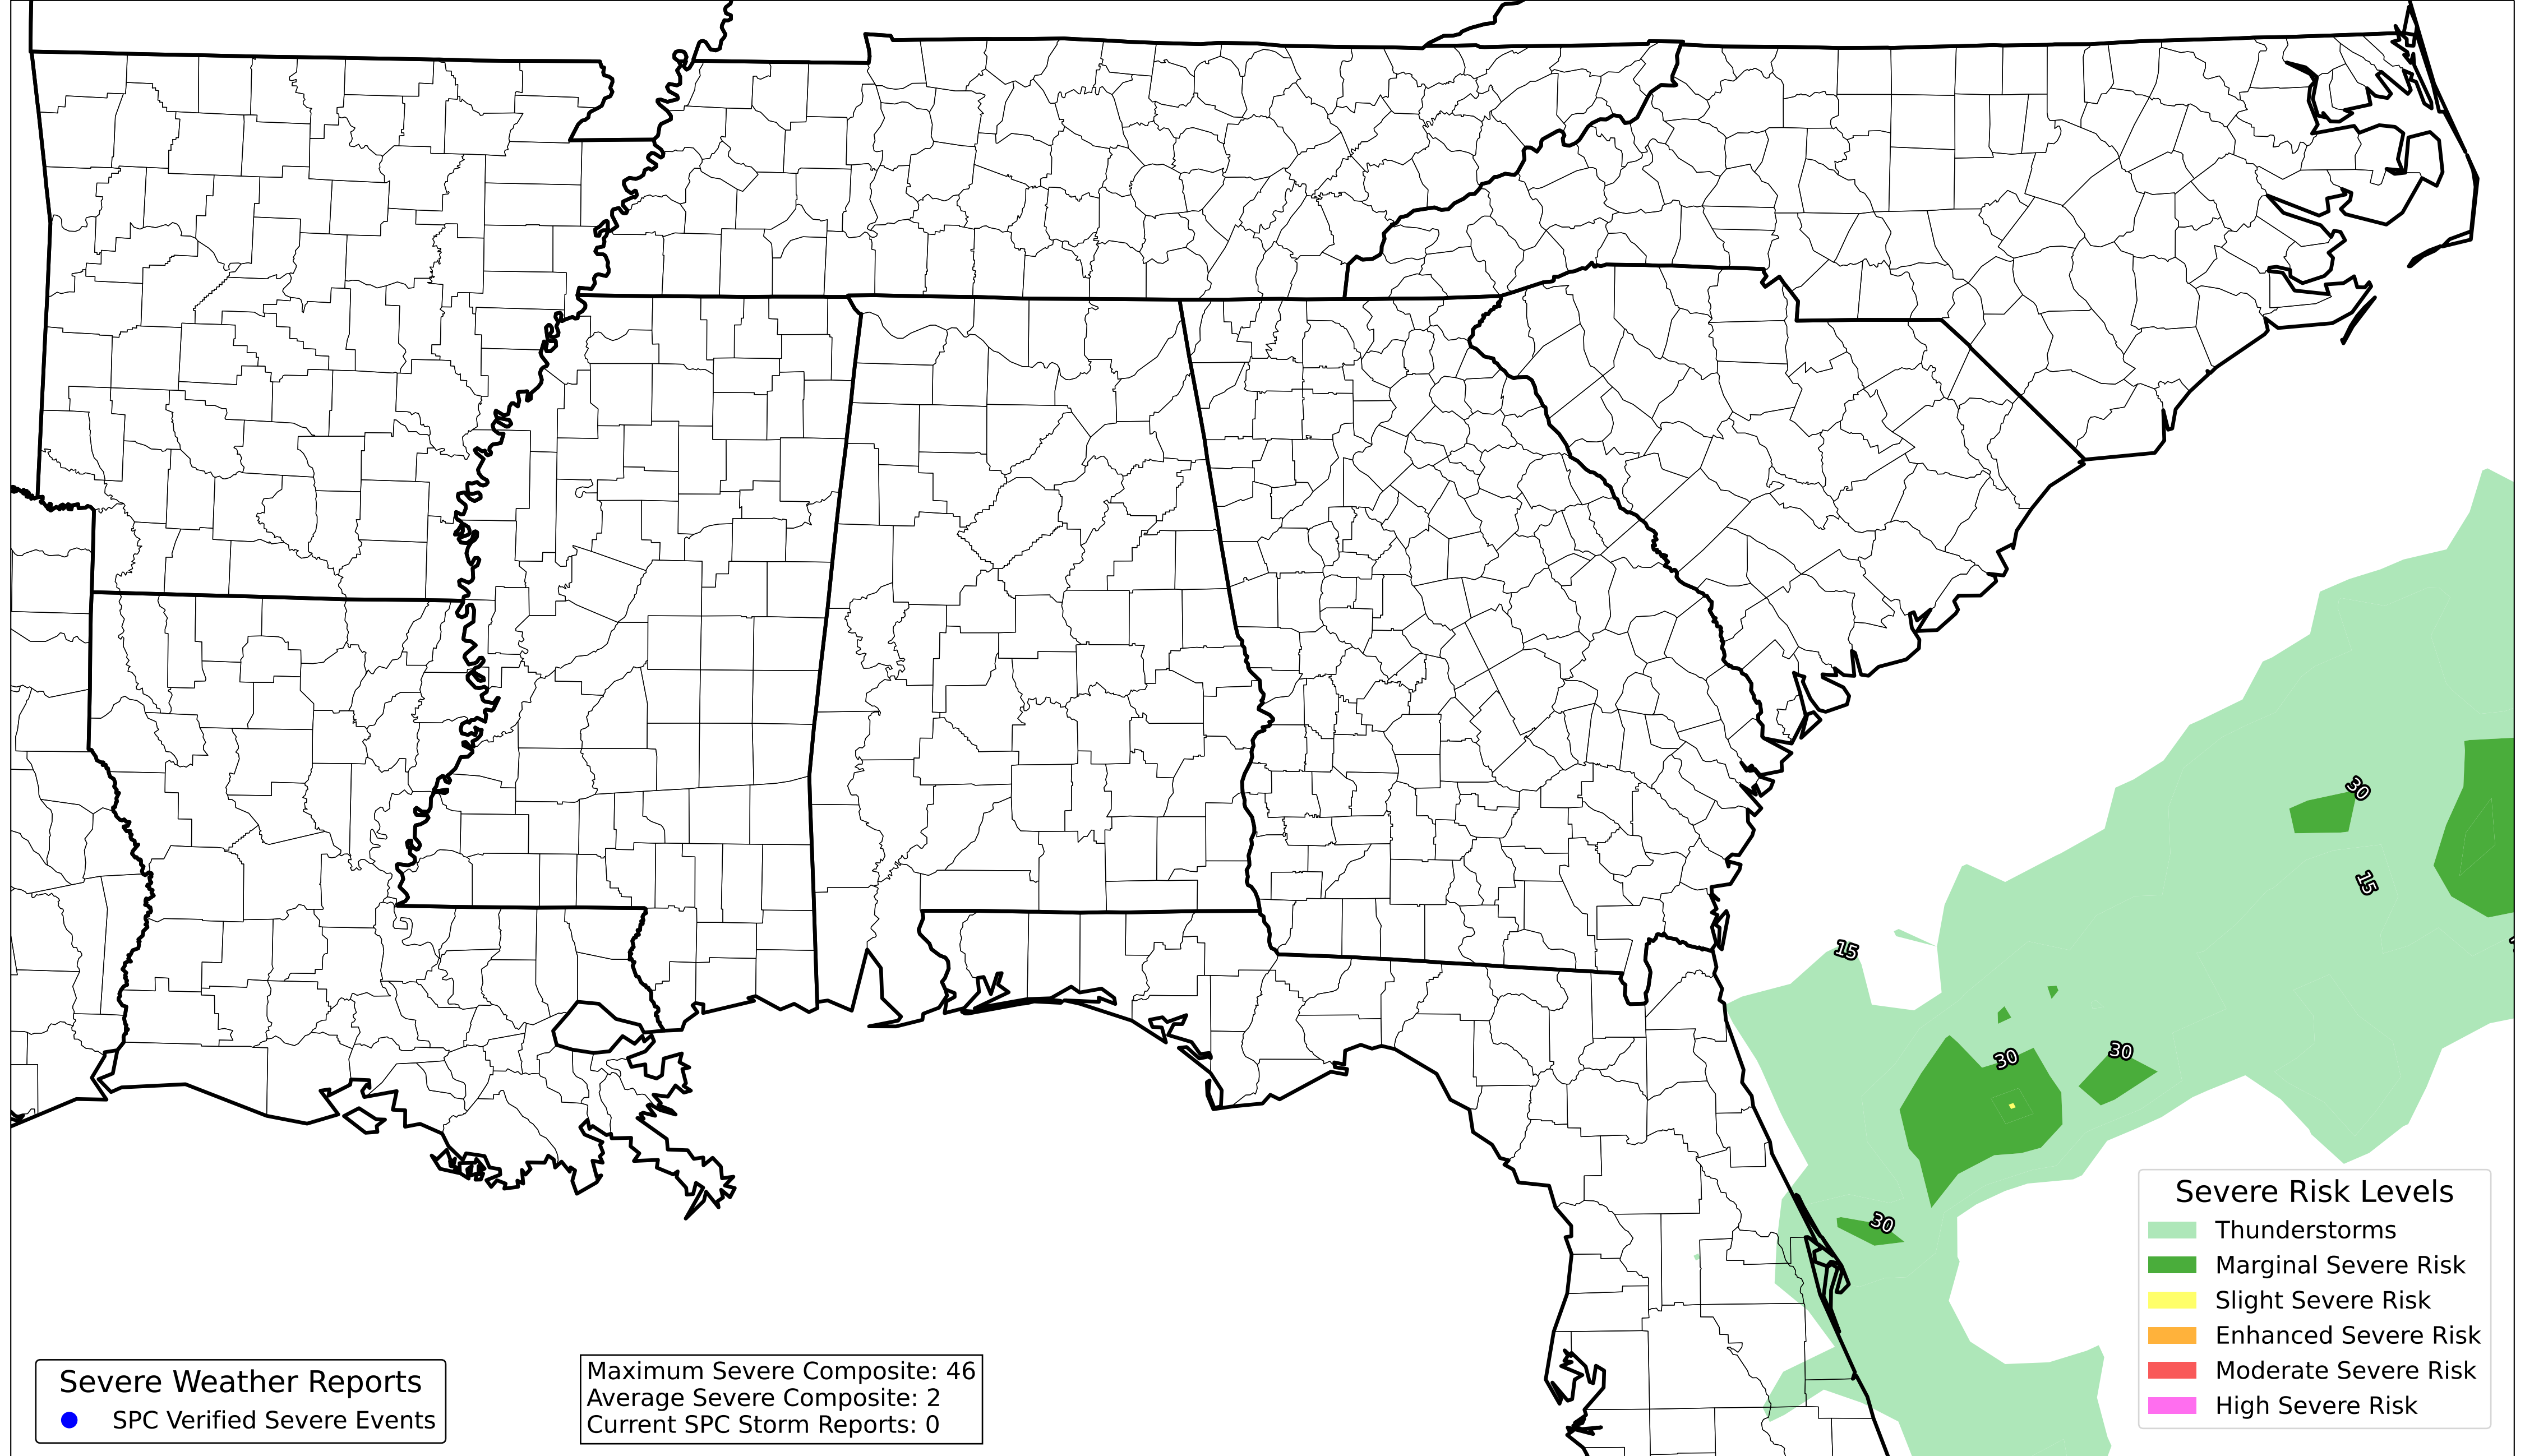 30
15
15
30
30
30
Severe Risk Levels
Thunderstorms
Marginal Severe Risk
Slight Severe Risk
Enhanced Severe Risk
Moderate Severe Risk
High Severe Risk
Severe Weather Reports
SPC Verified Severe Events
Maximum Severe Composite: 46
Average Severe Composite: 2
Current SPC Storm Reports: 0